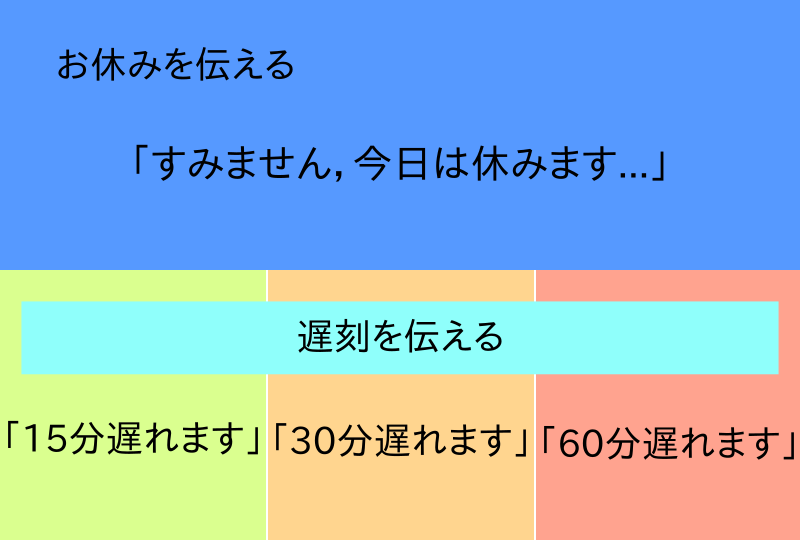 お休みを伝える
「すみません,今日は休みます...」
遅刻を伝える
「15分遅れます」
「30分遅れます」
「60分遅れます」